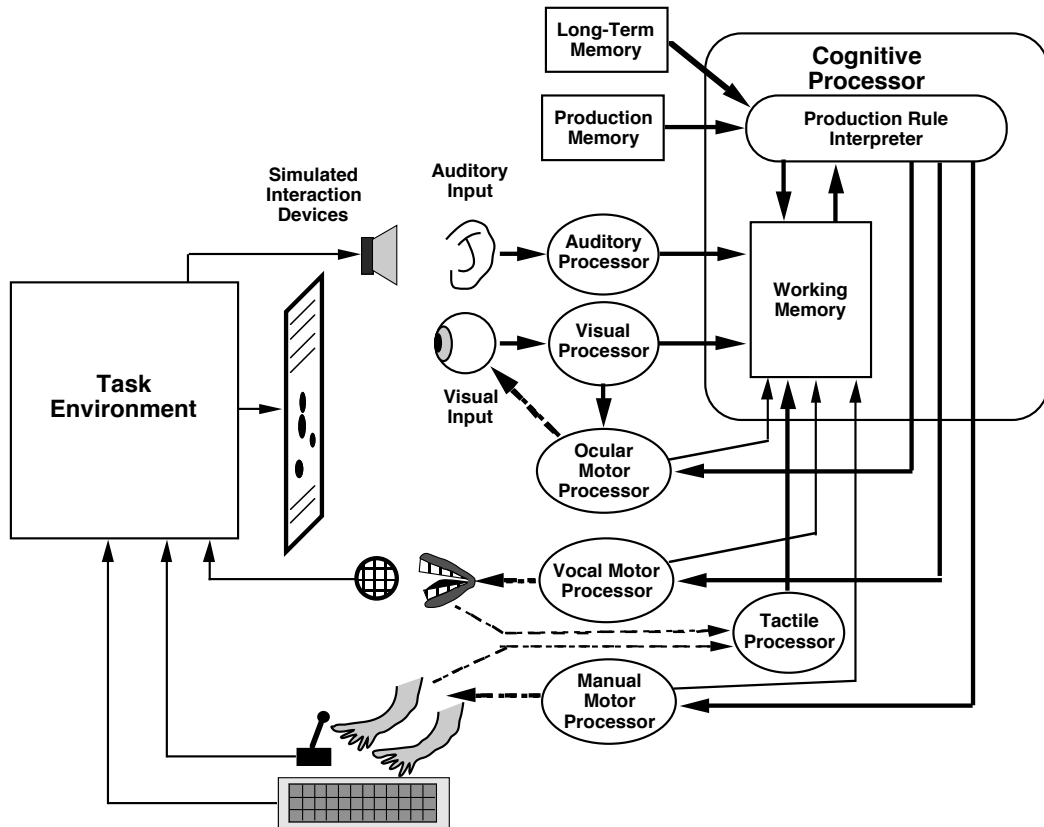 Long-Term
Memory
Cognitive
Processor
Production
Memory
Production Rule
Interpreter
Simulated
Interaction
Devices
Auditory
Input
Auditory
Processor
Working
Memory
Visual
Processor
Task
Environment
Visual
Input
Ocular
Motor
Processor
Vocal Motor
Processor
Tactile
Processor
Manual
Motor
Processor